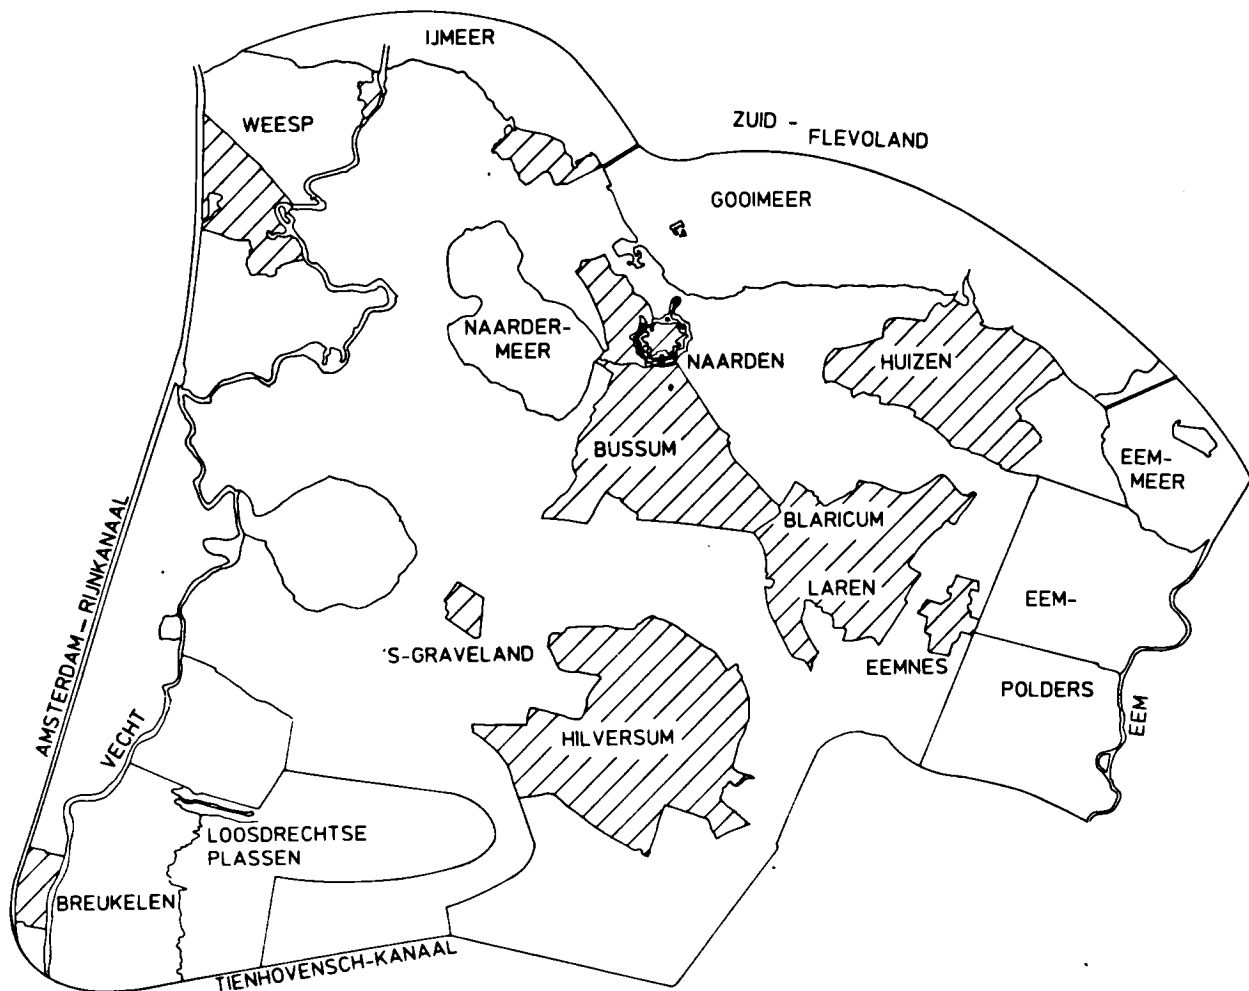 IJMEER
ZUID -
FLEVOLAND
WEESP
GOOIMEER
NAARDER-
MEER
NAARDEN
HUIZEN
BUSSUM
EEM-
MEER
BLARICUM
LAREN
EEM-
'S-GRAVELAND
EEMNES
POLDERS
AMSTERDAM - RIJNKANAAL
VECHT
HILVERSUM
EEM
LOOSDRECHTSE
PLASSEN
BREUKELEN
TIENHOVENSCH-KANAAL